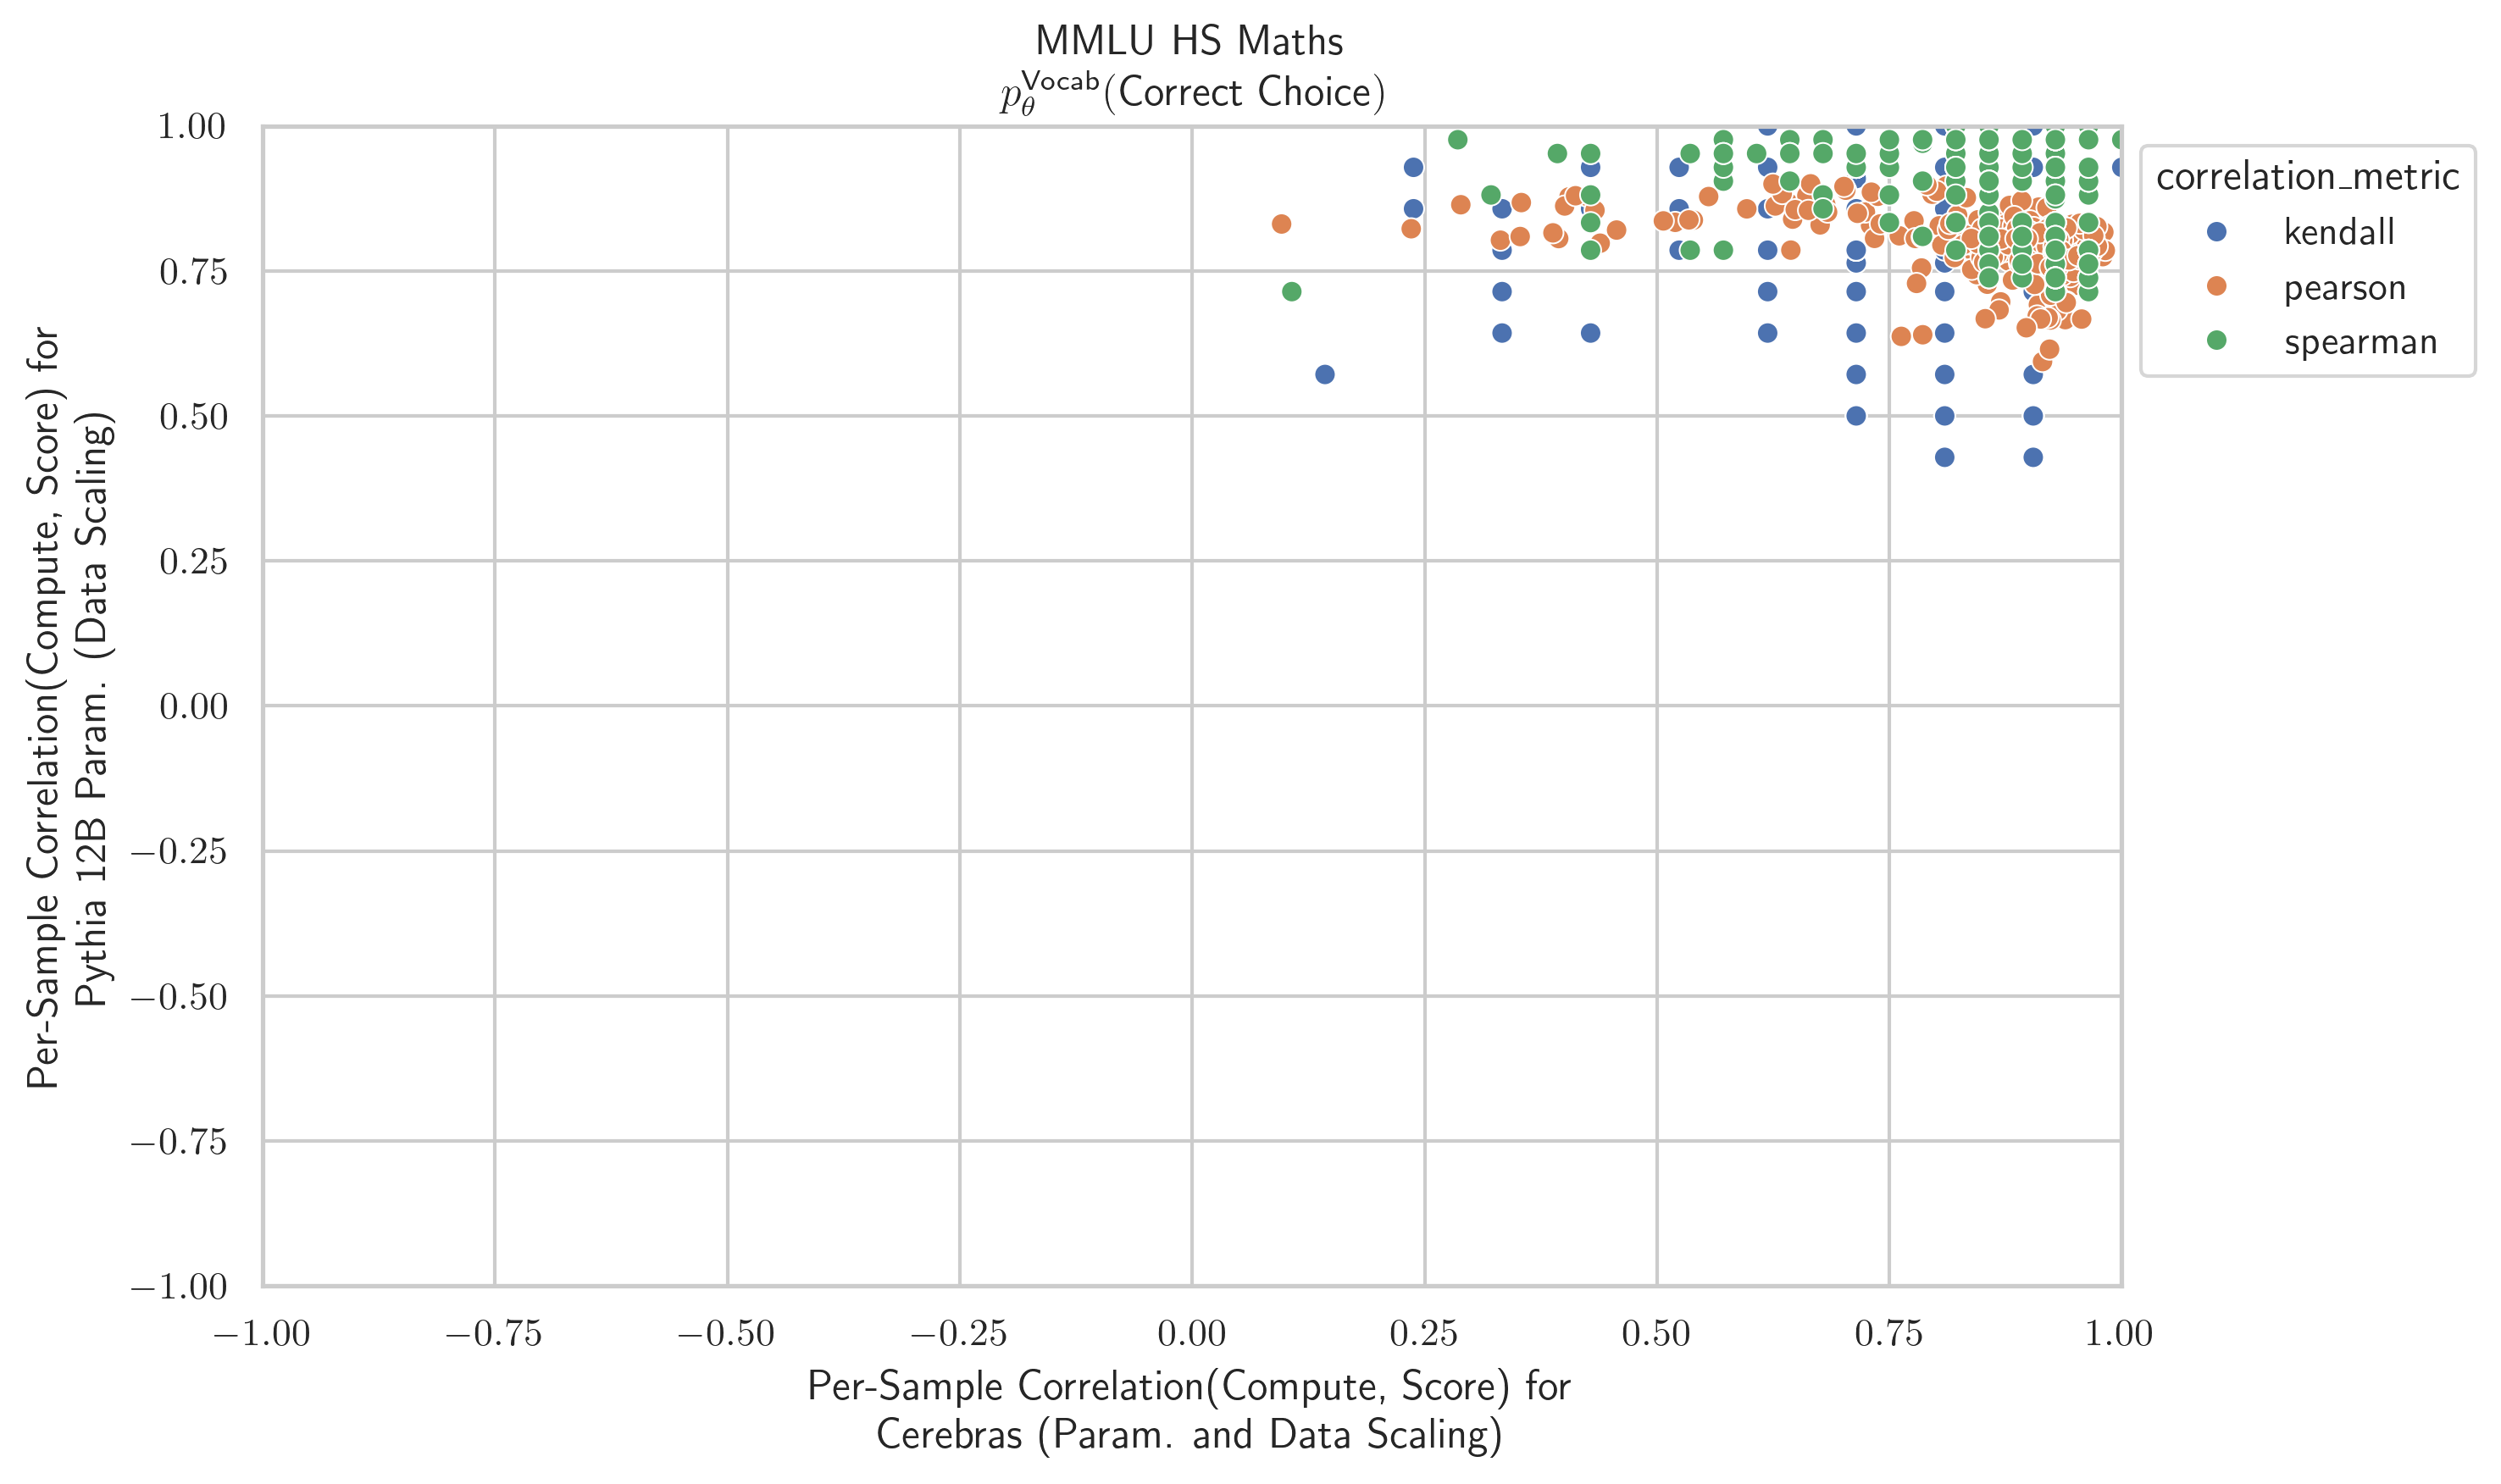 MMLU HS Maths
p_θ^Vocab(Correct Choice)
Per-Sample Correlation(Compute, Score) for
Pythia 12B Param. (Data Scaling)
1.00
0.75
0.50
0.25
0.00
−0.25
−0.50
−0.75
−1.00
correlation_metric
kendall
pearson
spearman
−1.00 −0.75 −0.50 −0.25 0.00 0.25 0.50 0.75 1.00
Per-Sample Correlation(Compute, Score) for
Cerebras (Param. and Data Scaling)